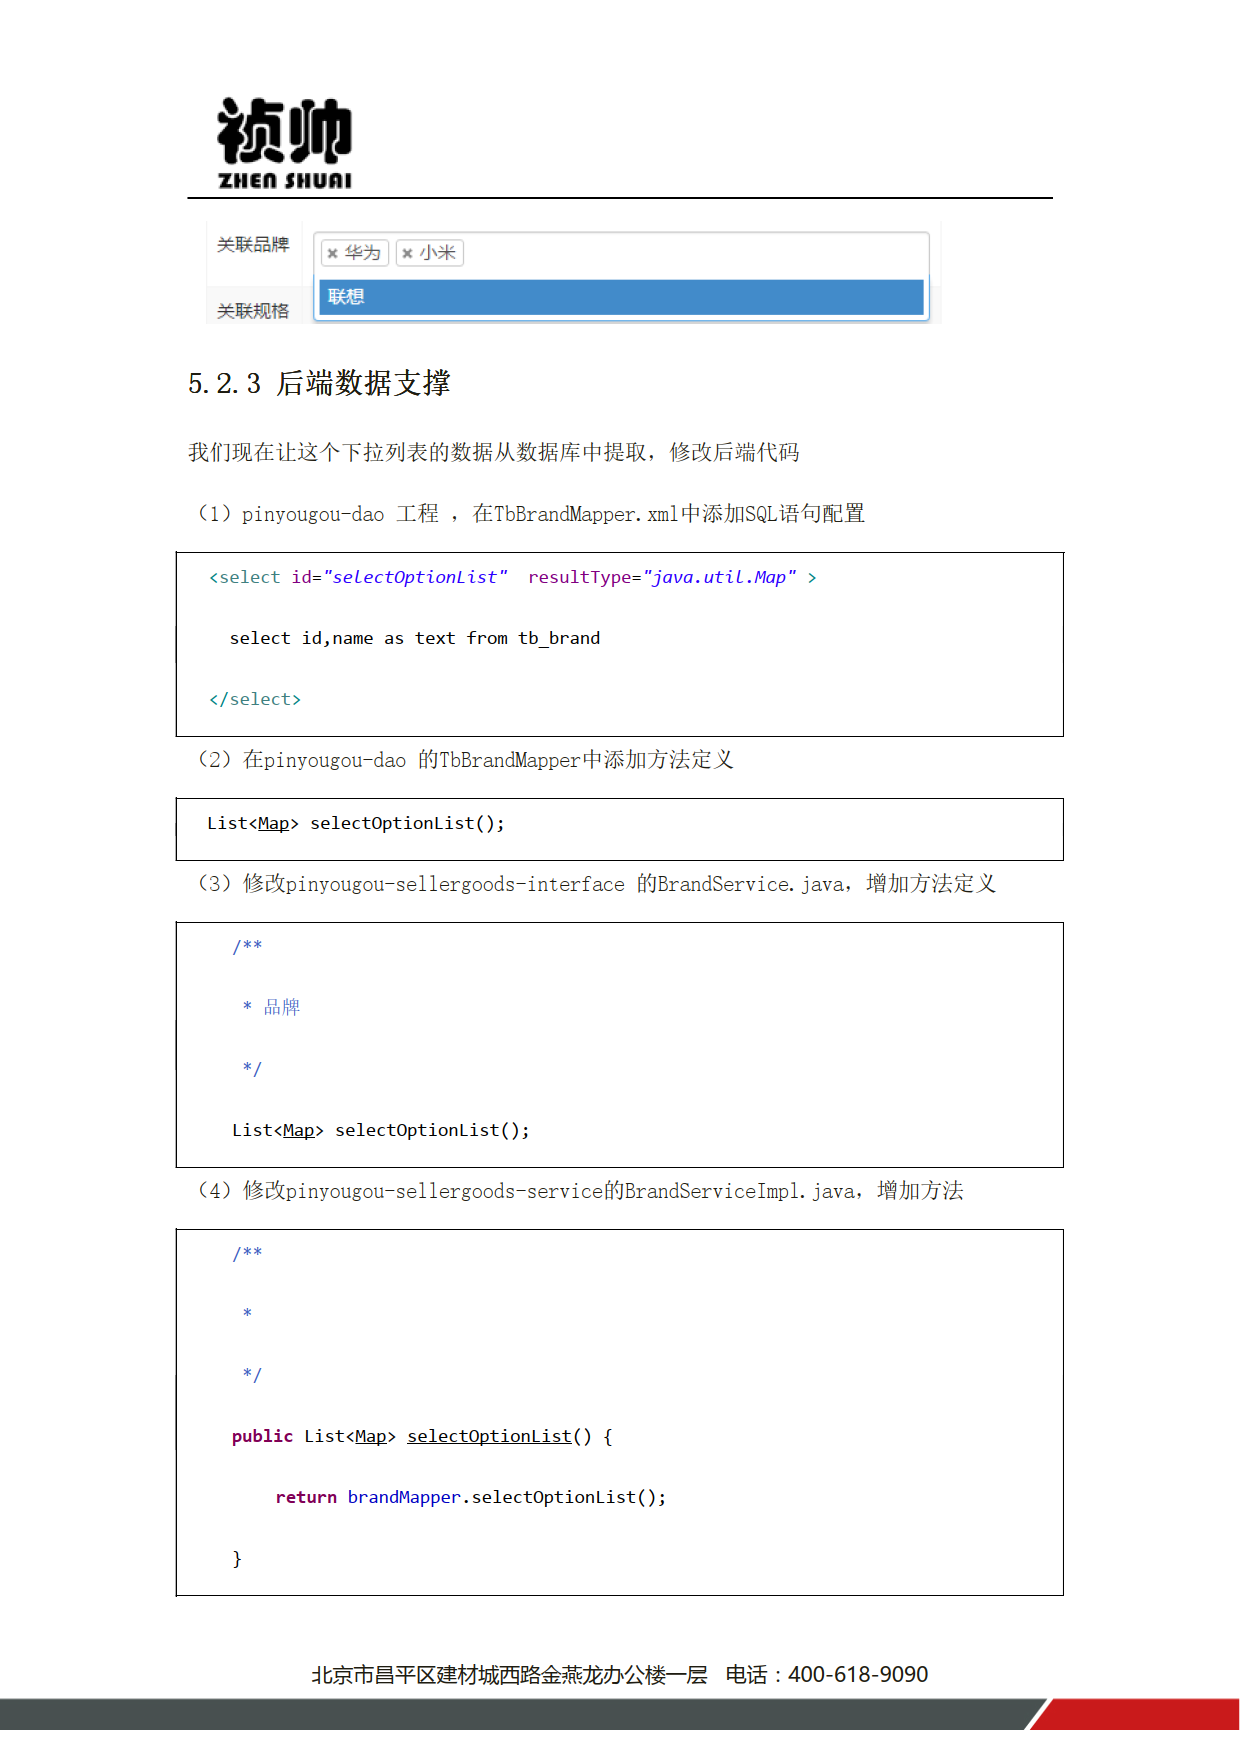 祯帅
ZHEN SHUAI
关联品牌
× 华为 × 小米
联想
关联规格
5.2.3 后端数据支撑
我们现在让这个下拉列表的数据从数据库中提取，修改后端代码
（1）pinyougou-dao 工程 ，在TbBrandMapper.xml中添加SQL语句配置
<select id="selectOptionList" resultType="java.util.Map" >
select id,name as text from tb_brand
</select>
（2）在pinyougou-dao 的TbBrandMapper中添加方法定义
List<Map> selectOptionList();
（3）修改pinyougou-sellergoods-interface 的BrandService.java，增加方法定义
/**
* 品牌
*/
List<Map> selectOptionList();
（4）修改pinyougou-sellergoods-service的BrandServiceImpl.java，增加方法
/**
*
*/
public List<Map> selectOptionList() {
return brandMapper.selectOptionList();
}
北京市昌平区建材城西路金燕龙办公楼一层 电话：400-618-9090